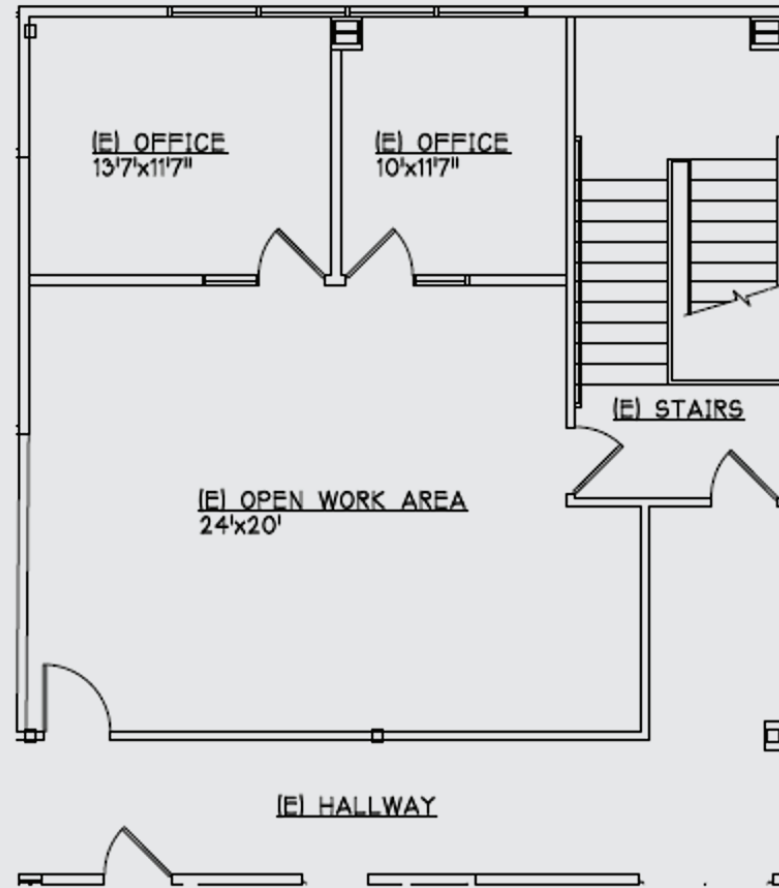 (E) OFFICE
13'7'x11'7"
(E) OFFICE
10'x11'7"
(E) STAIRS
(E) OPEN WORK AREA
24'x20'
(E) HALLWAY